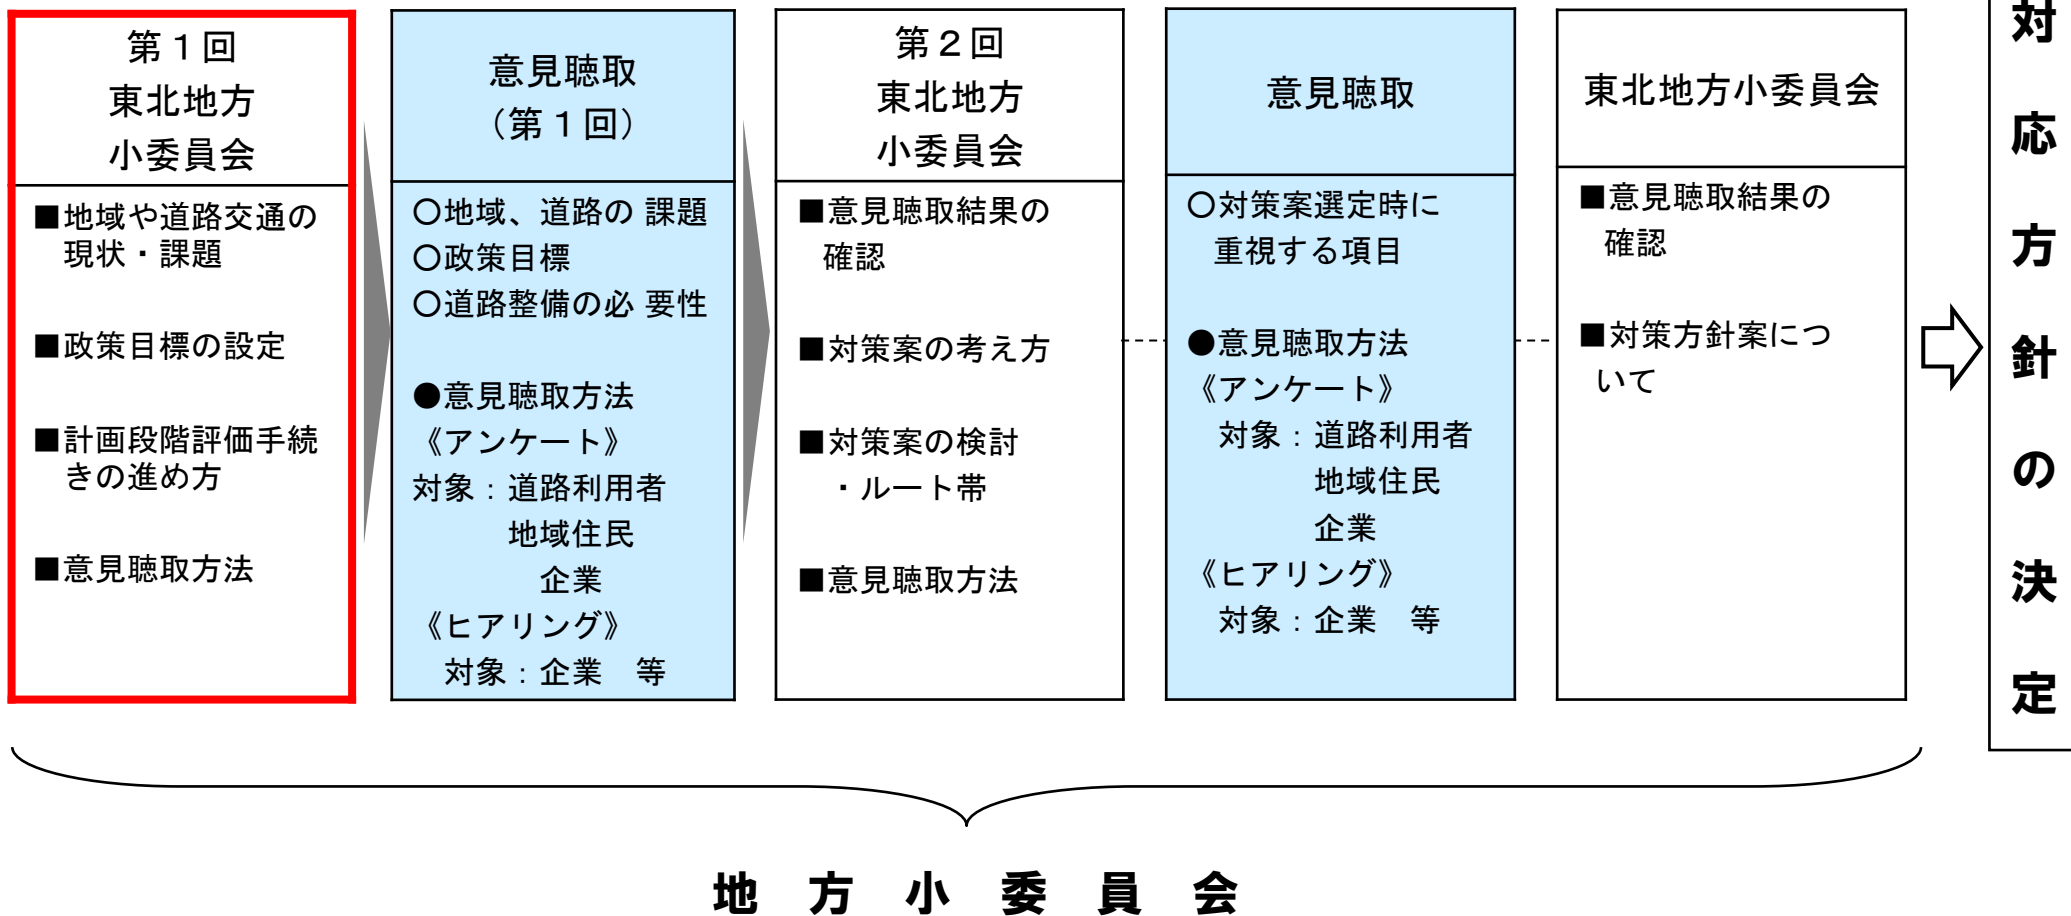 第１回
東北地方
小委員会
■地域や道路交通の
現状・課題
■政策目標の設定
■計画段階評価手続
きの進め方
■意見聴取方法
意見聴取
（第１回）
○地域、道路の 課題
○政策目標
○道路整備の必 要性
●意見聴取方法
《アンケート》
対象：道路利用者
地域住民
企業
《ヒアリング》
対象：企業　等
第２回
東北地方
小委員会
■意見聴取結果の
確認
■対策案の考え方
■対策案の検討
・ルート帯
■意見聴取方法
意見聴取
○対策案選定時に
重視する項目
●意見聴取方法
《アンケート》
対象：道路利用者
地域住民
企業
《ヒアリング》
対象：企業　等
東北地方小委員会
■意見聴取結果の
確認
■対策方針案につ
いて
対応方針の決定
地方小委員会